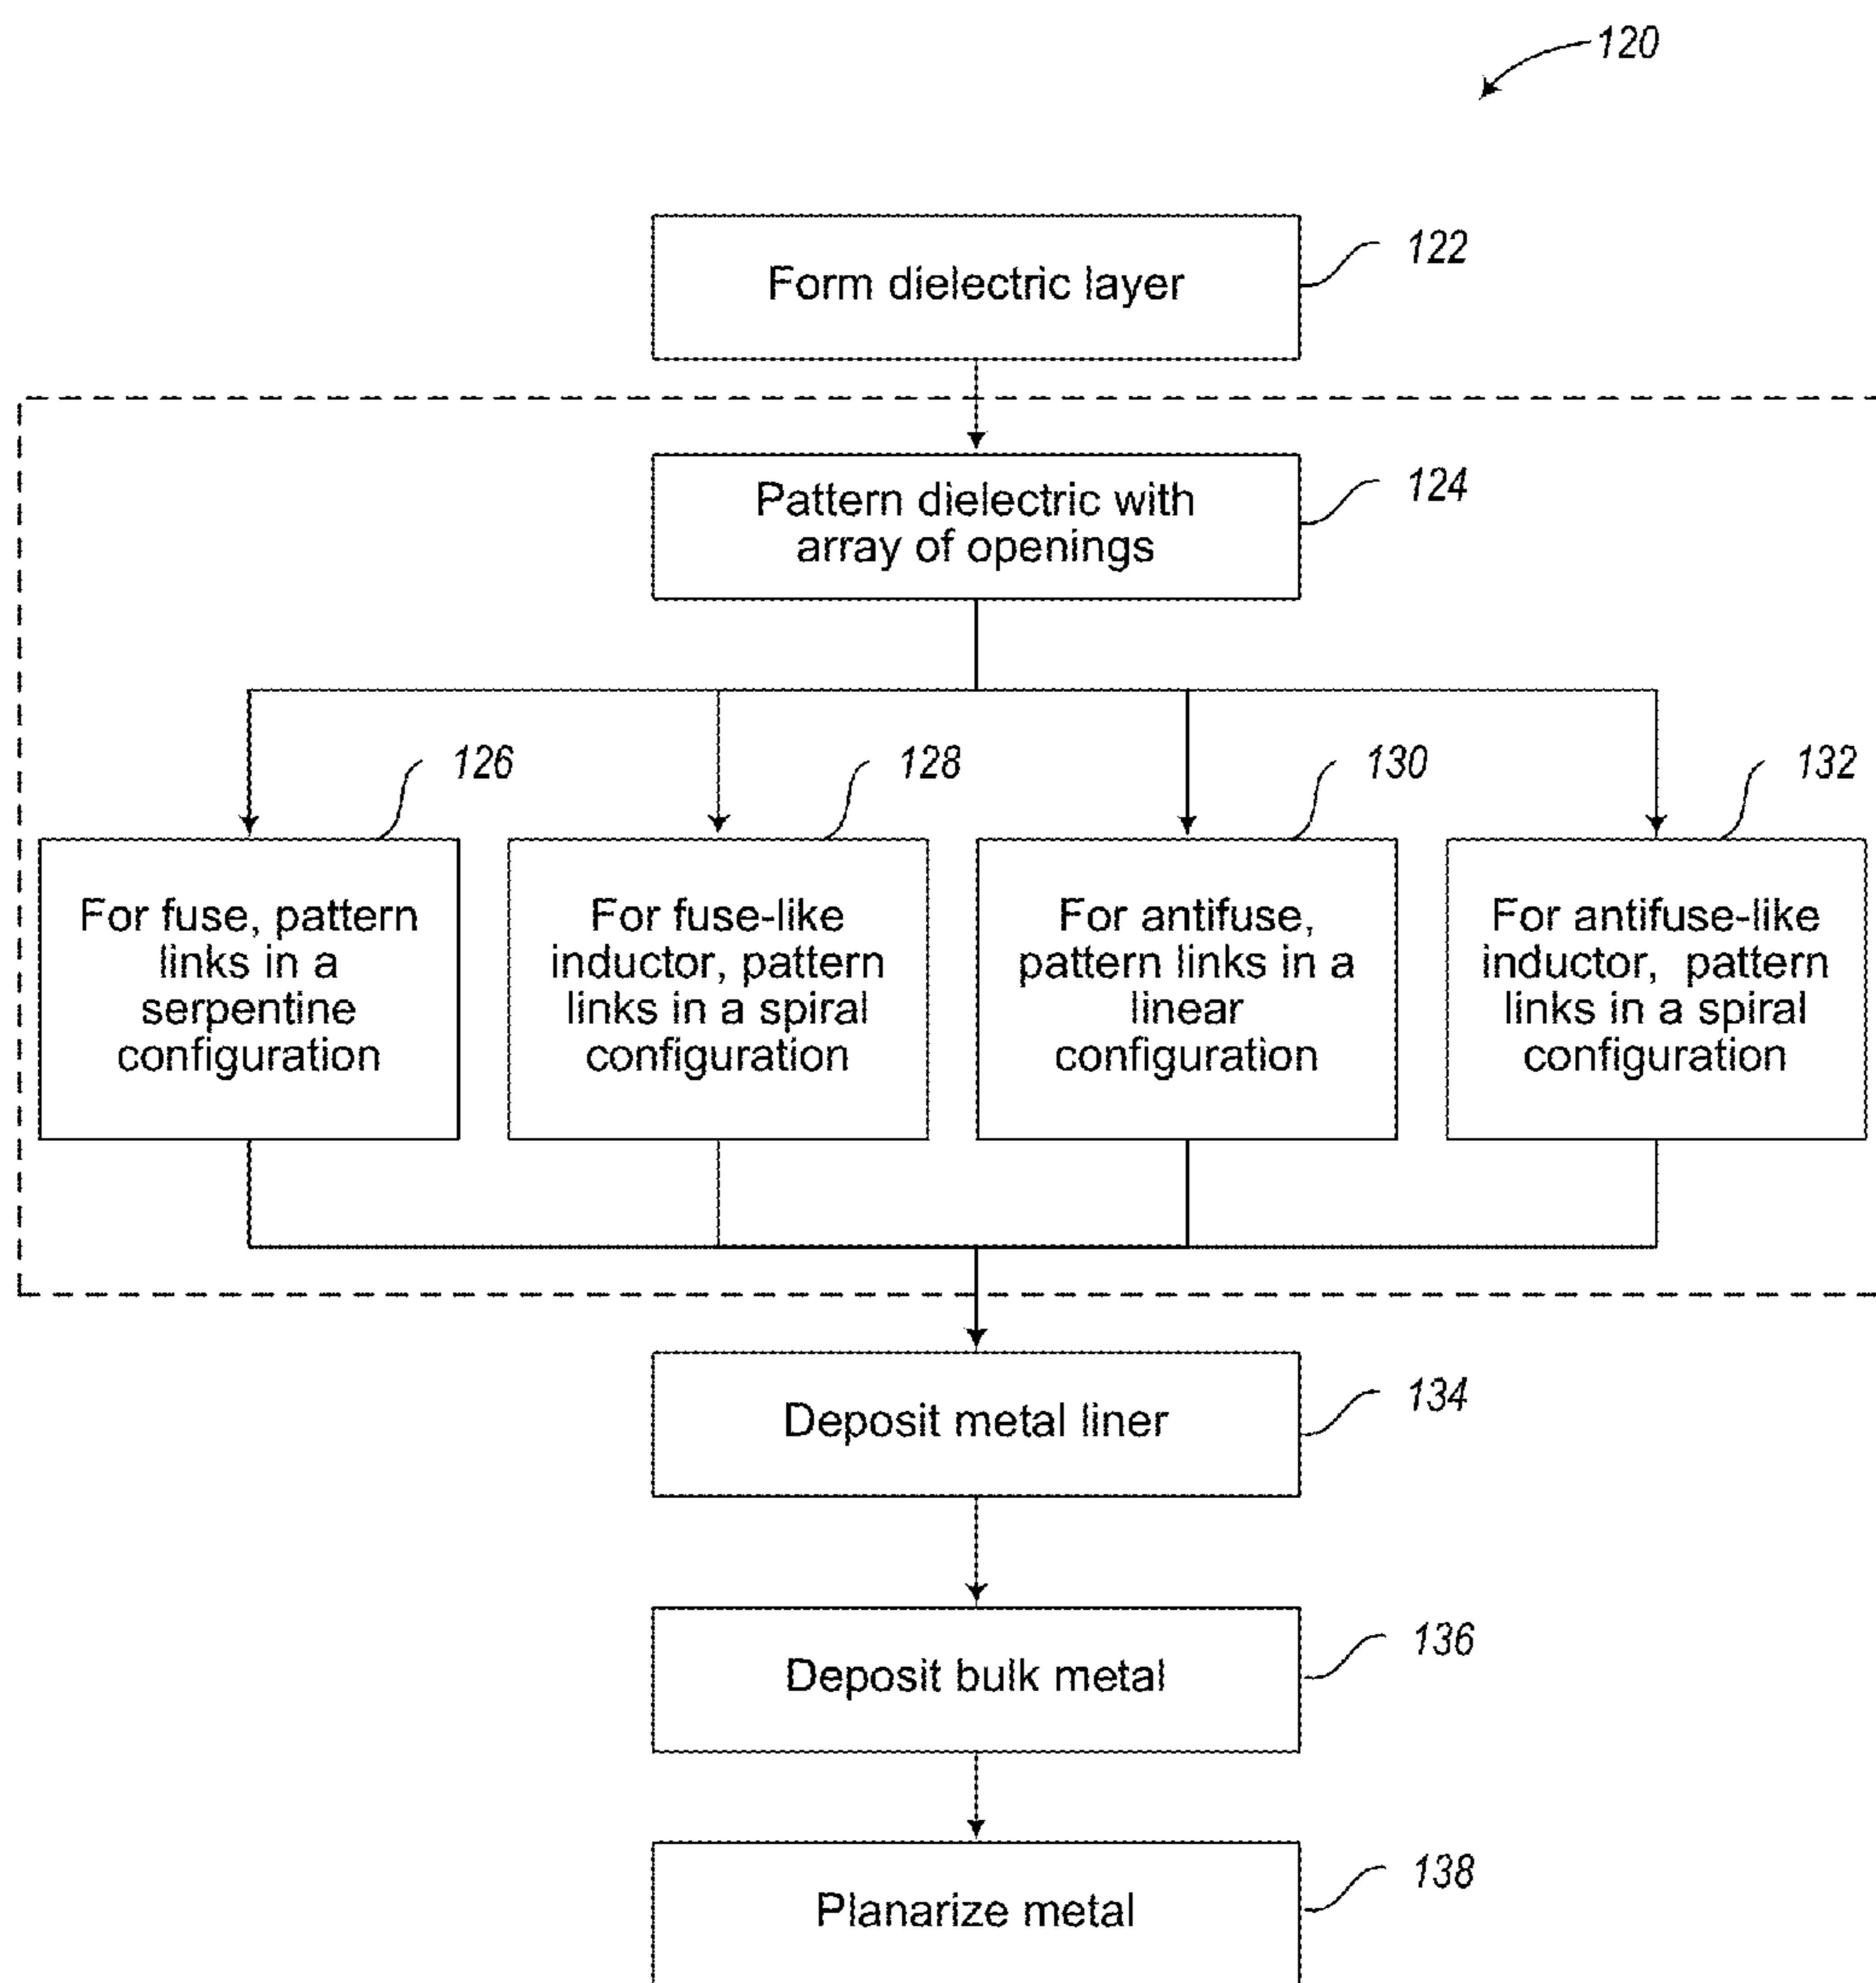 120
Form dielectric layer
122
Pattern dielectric with
array of openings
124
126
128
130
132
For fuse, pattern
links in a
serpentine
configuration
For fuse-like
inductor, pattern
links in a spiral
configuration
For antifuse,
pattern links in a
linear
configuration
For antifuse-like
inductor, pattern
links in a spiral
configuration
Deposit metal liner
134
Deposit bulk metal
136
Planarize metal
138